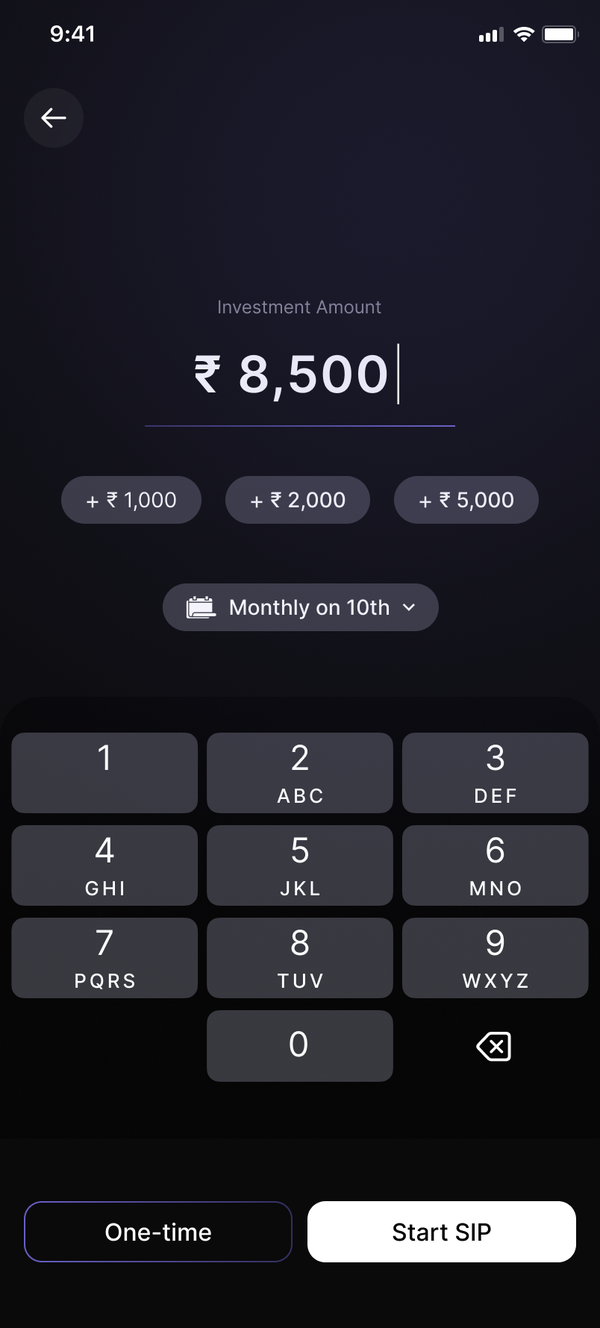 9:41
Investment Amount
₹ 8,500
+ ₹ 1,000
+ ₹ 2,000
+ ₹ 5,000
Monthly on 10th
1
2
ABC
3
DEF
4
GHI
5
JKL
6
MNO
7
PQRS
8
TUV
9
WXYZ
0
One-time
Start SIP